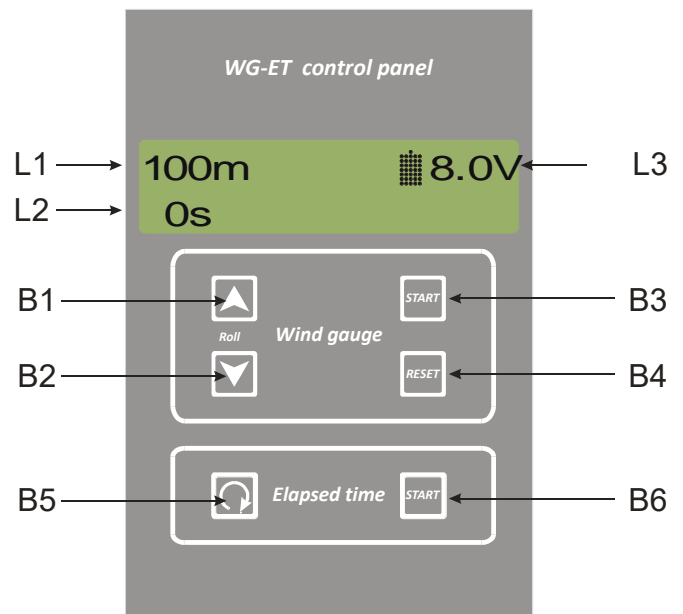 WG-ET control panel
L1 100m 8.0V L3
L2 0s
B1 START B3
Roll Wind gauge
B2 RESET B4
B5 Elapsed time START B6